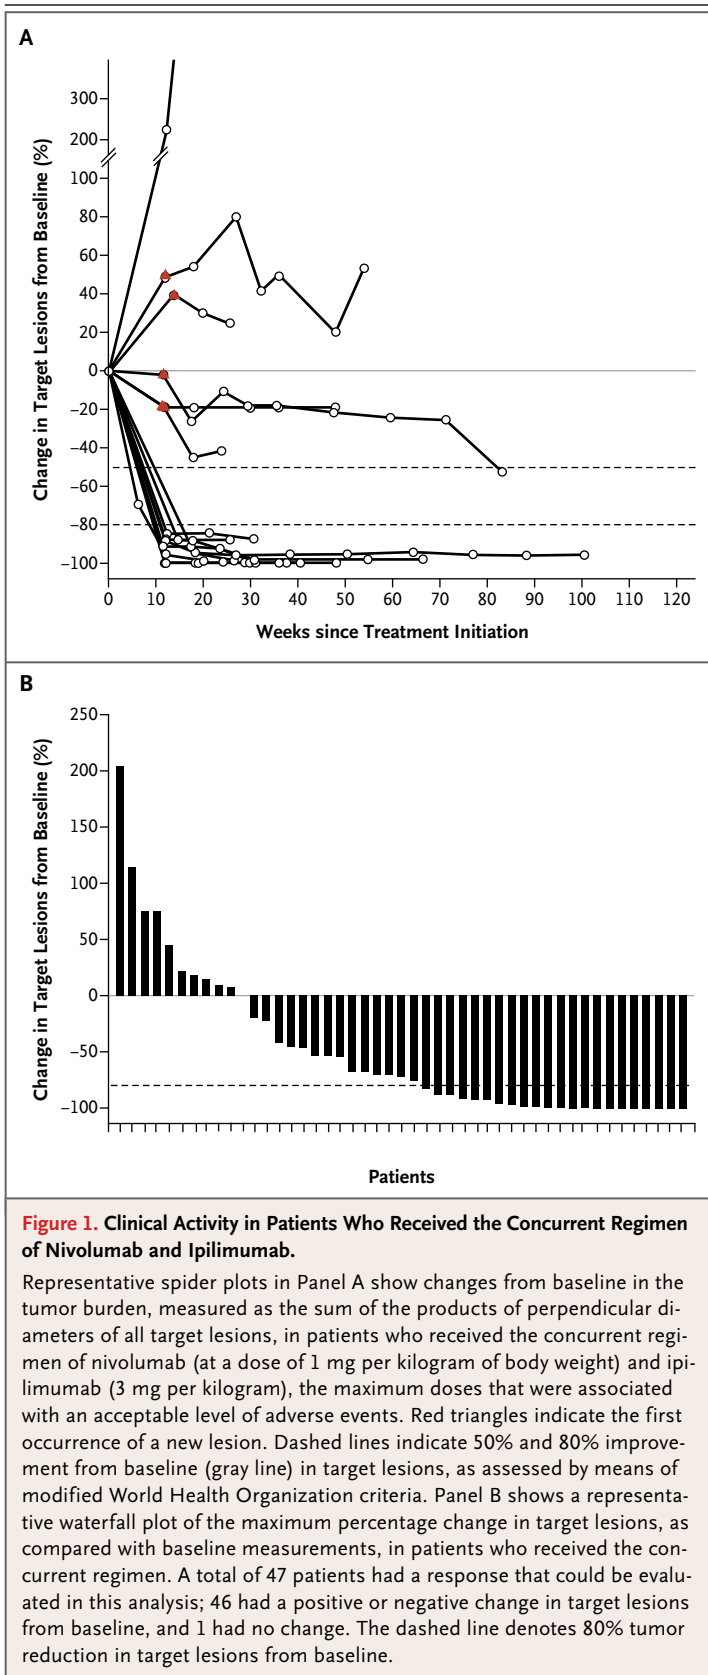 A
Change in Target Lesions from Baseline (%)
300
200
100
80
60
40
20
0
−20
−40
−60
−80
−100
0 10 20 30 40 50 60 70 80 90 100 110 120
Weeks since Treatment Initiation
B
Change in Target Lesions from Baseline (%)
250
200
150
100
50
0
−50
−100
Patients
Figure 1. Clinical Activity in Patients Who Received the Concurrent Regimen
of Nivolumab and Ipilimumab.
Representative spider plots in Panel A show changes from baseline in the
tumor burden, measured as the sum of the products of perpendicular di-
ameters of all target lesions, in patients who received the concurrent regi-
men of nivolumab (at a dose of 1 mg per kilogram of body weight) and ipi-
limumab (3 mg per kilogram), the maximum doses that were associated
with an acceptable level of adverse events. Red triangles indicate the first
occurrence of a new lesion. Dashed lines indicate 50% and 80% improve-
ment from baseline (gray line) in target lesions, as assessed by means of
modified World Health Organization criteria. Panel B shows a representa-
tive waterfall plot of the maximum percentage change in target lesions, as
compared with baseline measurements, in patients who received the con-
current regimen. A total of 47 patients had a response that could be evalu-
ated in this analysis; 46 had a positive or negative change in target lesions
from baseline, and 1 had no change. The dashed line denotes 80% tumor
reduction in target lesions from baseline.